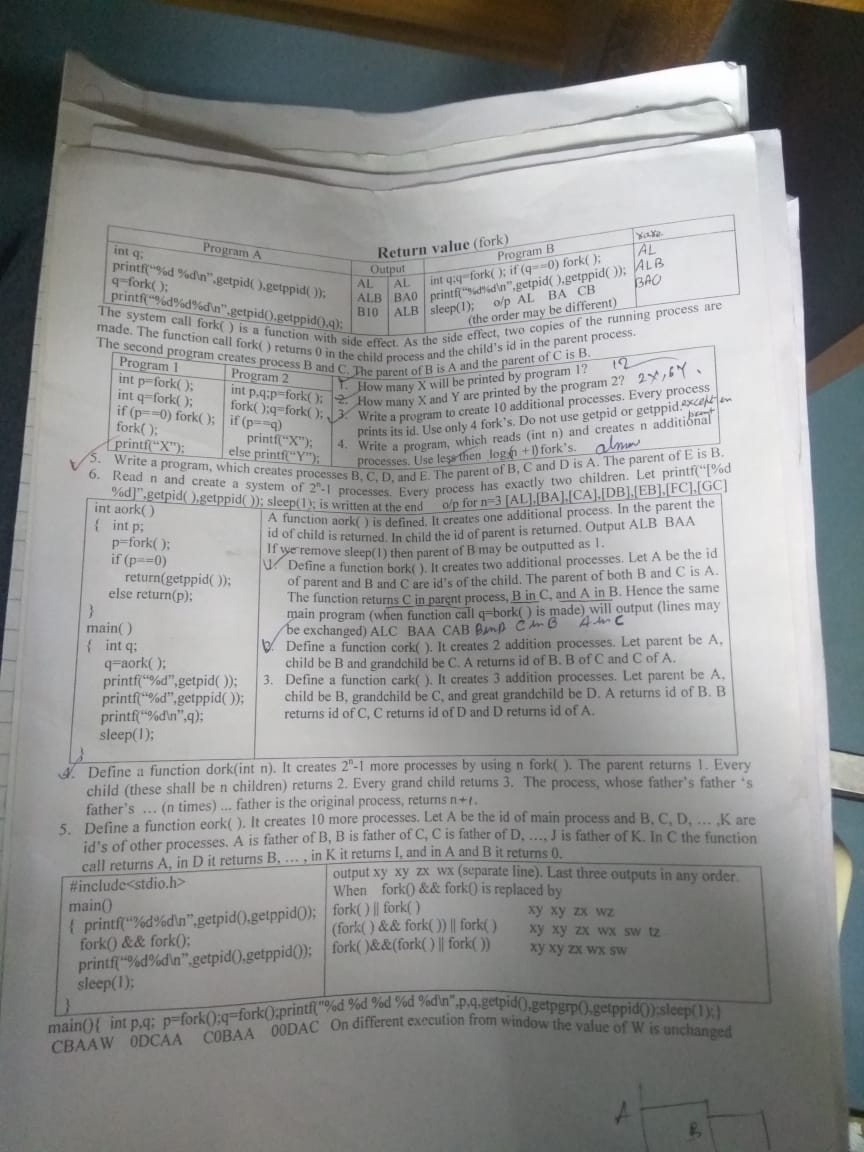 Return value (fork)
Program A
Output
Program B
int q;
printf("%d %d\n",getpid( ),getppid( ));
q=fork( );
printf("%d%d%d\n",getpid(),getppid(),q);
AL AL
ALB BA0
B10 ALB
int q;q=fork( ); if (q==0) fork( );
printf("%d%d\n",getpid( ),getppid( ));
sleep(1); o/p AL BA CB
(the order may be different)
AL
ALB
BAO
The system call fork( ) is a function with side effect. As the side effect, two copies of the running process are
made. The function call fork( ) returns 0 in the child process and the child's id in the parent process.
The second program creates process B and C. The parent of B is A and the parent of C is B.
Program 1
int p=fork( );
int q=fork( );
if (p==0) fork( );
fork( );
printf("X");
Program 2
int p,q;p=fork( );
fork( );q=fork( );
if (p==q)
printf("X");
else printf("Y");
1. How many X will be printed by program 1? 12
2. How many X and Y are printed by the program 2? 2X,6Y.
3. Write a program to create 10 additional processes. Every process
prints its id. Use only 4 fork's. Do not use getpid or getppid. except in
parent
4. Write a program, which reads (int n) and creates n additional
processes. Use less then log(n +1) fork's.
5. Write a program, which creates processes B, C, D, and E. The parent of B, C and D is A. The parent of E is B.
6. Read n and create a system of 2ⁿ-1 processes. Every process has exactly two children. Let printf("[%d
%d]",getpid( ),getppid( )); sleep(1); is written at the end o/p for n=3 [AL],[BA],[CA],[DB],[EB],[FC],[GC]
int aork()
{ int p;
p=fork( );
if (p==0)
return(getppid( ));
else return(p);
}
main( )
{ int q;
q=aork( );
printf("%d",getpid( ));
printf("%d",getppid( ));
printf("%d\n",q);
sleep(1);
}
A function aork( ) is defined. It creates one additional process. In the parent the
id of child is returned. In child the id of parent is returned. Output ALB BAA
If we remove sleep(1) then parent of B may be outputted as 1.
1. Define a function bork( ). It creates two additional processes. Let A be the id
of parent and B and C are id's of the child. The parent of both B and C is A.
The function returns C in parent process, B in C, and A in B. Hence the same
main program (when function call q=bork( ) is made) will output (lines may
be exchanged) ALC BAA CAB B in A C in B A in C
Define a function cork( ). It creates 2 addition processes. Let parent be A,
child be B and grandchild be C. A returns id of B. B of C and C of A.
3. Define a function cark( ). It creates 3 addition processes. Let parent be A,
child be B, grandchild be C, and great grandchild be D. A returns id of B. B
returns id of C, C returns id of D and D returns id of A.
4. Define a function dork(int n). It creates 2ⁿ-1 more processes by using n fork( ). The parent returns 1. Every
child (these shall be n children) returns 2. Every grand child returns 3. The process, whose father's father 's
father's ... (n times) ... father is the original process, returns n+1.
5. Define a function eork( ). It creates 10 more processes. Let A be the id of main process and B, C, D, ... ,K are
id's of other processes. A is father of B, B is father of C, C is father of D, ...., J is father of K. In C the function
call returns A, in D it returns B, ... , in K it returns I, and in A and B it returns 0.
#include<stdio.h>
main()
{ printf("%d%d\n",getpid(),getppid());
fork() && fork();
printf("%d%d\n",getpid(),getppid());
sleep(1);
}
output xy xy zx wx (separate line). Last three outputs in any order.
When fork() && fork() is replaced by
fork( ) || fork( ) xy xy zx wz
(fork( ) && fork( )) || fork( ) xy xy zx wx sw tz
fork( )&&(fork( ) || fork( )) xy xy zx wx sw
main(){ int p,q; p=fork();q=fork();printf("%d %d %d %d %d\n",p,q,getpid(),getpgrp(),getppid());sleep(1);}
CBAAW 0DCAA C0BAA 00DAC On different execution from window the value of W is unchanged
A
B